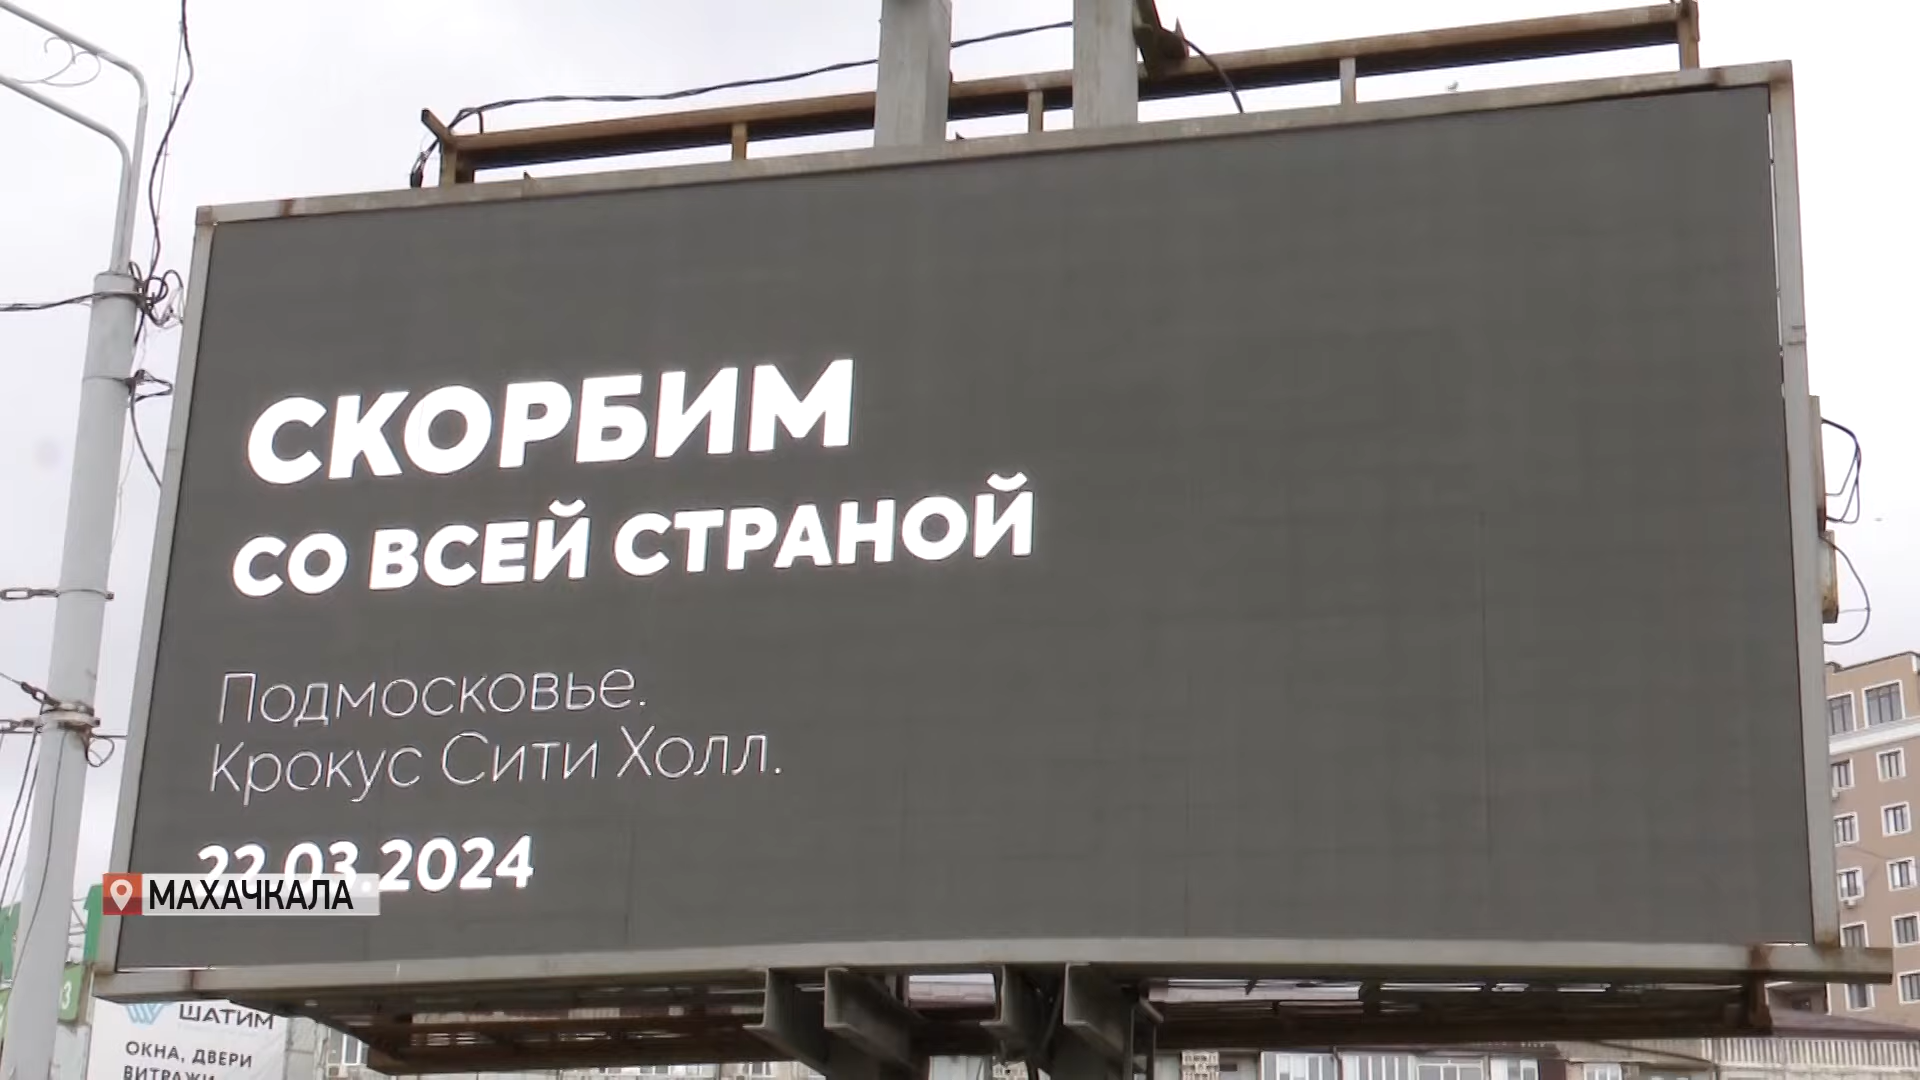 СКОРБИМ
СО ВСЕЙ СТРАНОЙ
Подмосковье.
Крокус Сити Холл.
22.03.2024
МАХАЧКАЛА
ШАТИМ
ОКНА, ДВЕРИ
ВИТРАЖИ